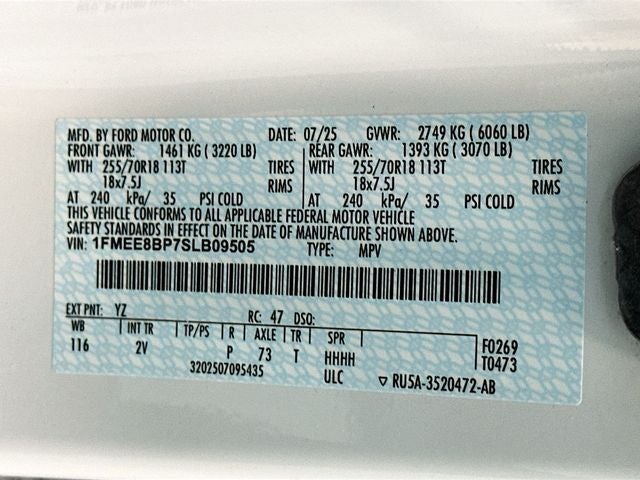 MFD. BY FORD MOTOR CO. DATE: 07/25 GVWR: 2749 KG ( 6060 LB)
FRONT GAWR: 1461 KG ( 3220 LB) REAR GAWR: 1393 KG ( 3070 LB)
WITH 255/70R18 113T TIRES WITH 255/70R18 113T TIRES
18x7.5J RIMS 18x7.5J RIMS
AT 240 kPa/ 35 PSI COLD AT 240 kPa/ 35 PSI COLD
THIS VEHICLE CONFORMS TO ALL APPLICABLE FEDERAL MOTOR VEHICLE
SAFETY STANDARDS IN EFFECT ON THE DATE OF MANUFACTURE SHOWN ABOVE.
VIN: 1FMEE8BP7SLB09505 TYPE: MPV
EXT PNT: YZ RC: 47 DSO:
WB INT TR TP/PS R AXLE TR SPR F0269
116 2V P 73 T HHHH T0473
3202507095435 ULC ▽ RU5A-3520472-AB